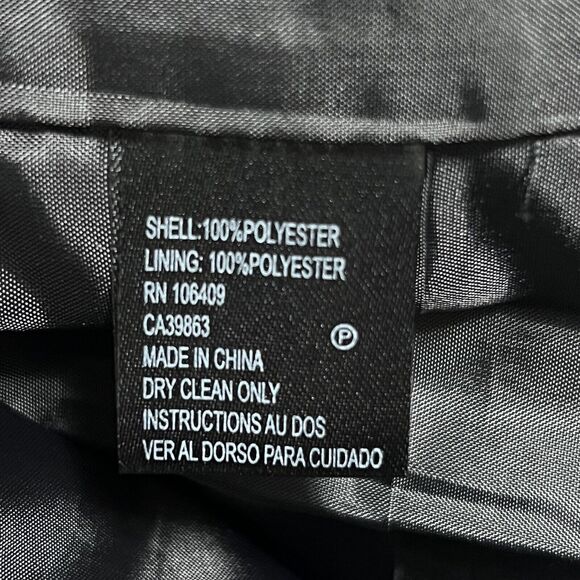 SHELL:100%POLYESTER
LINING: 100%POLYESTER
RN 106409
CA39863
P
MADE IN CHINA
DRY CLEAN ONLY
INSTRUCTIONS AU DOS
VER AL DORSO PARA CUIDADO